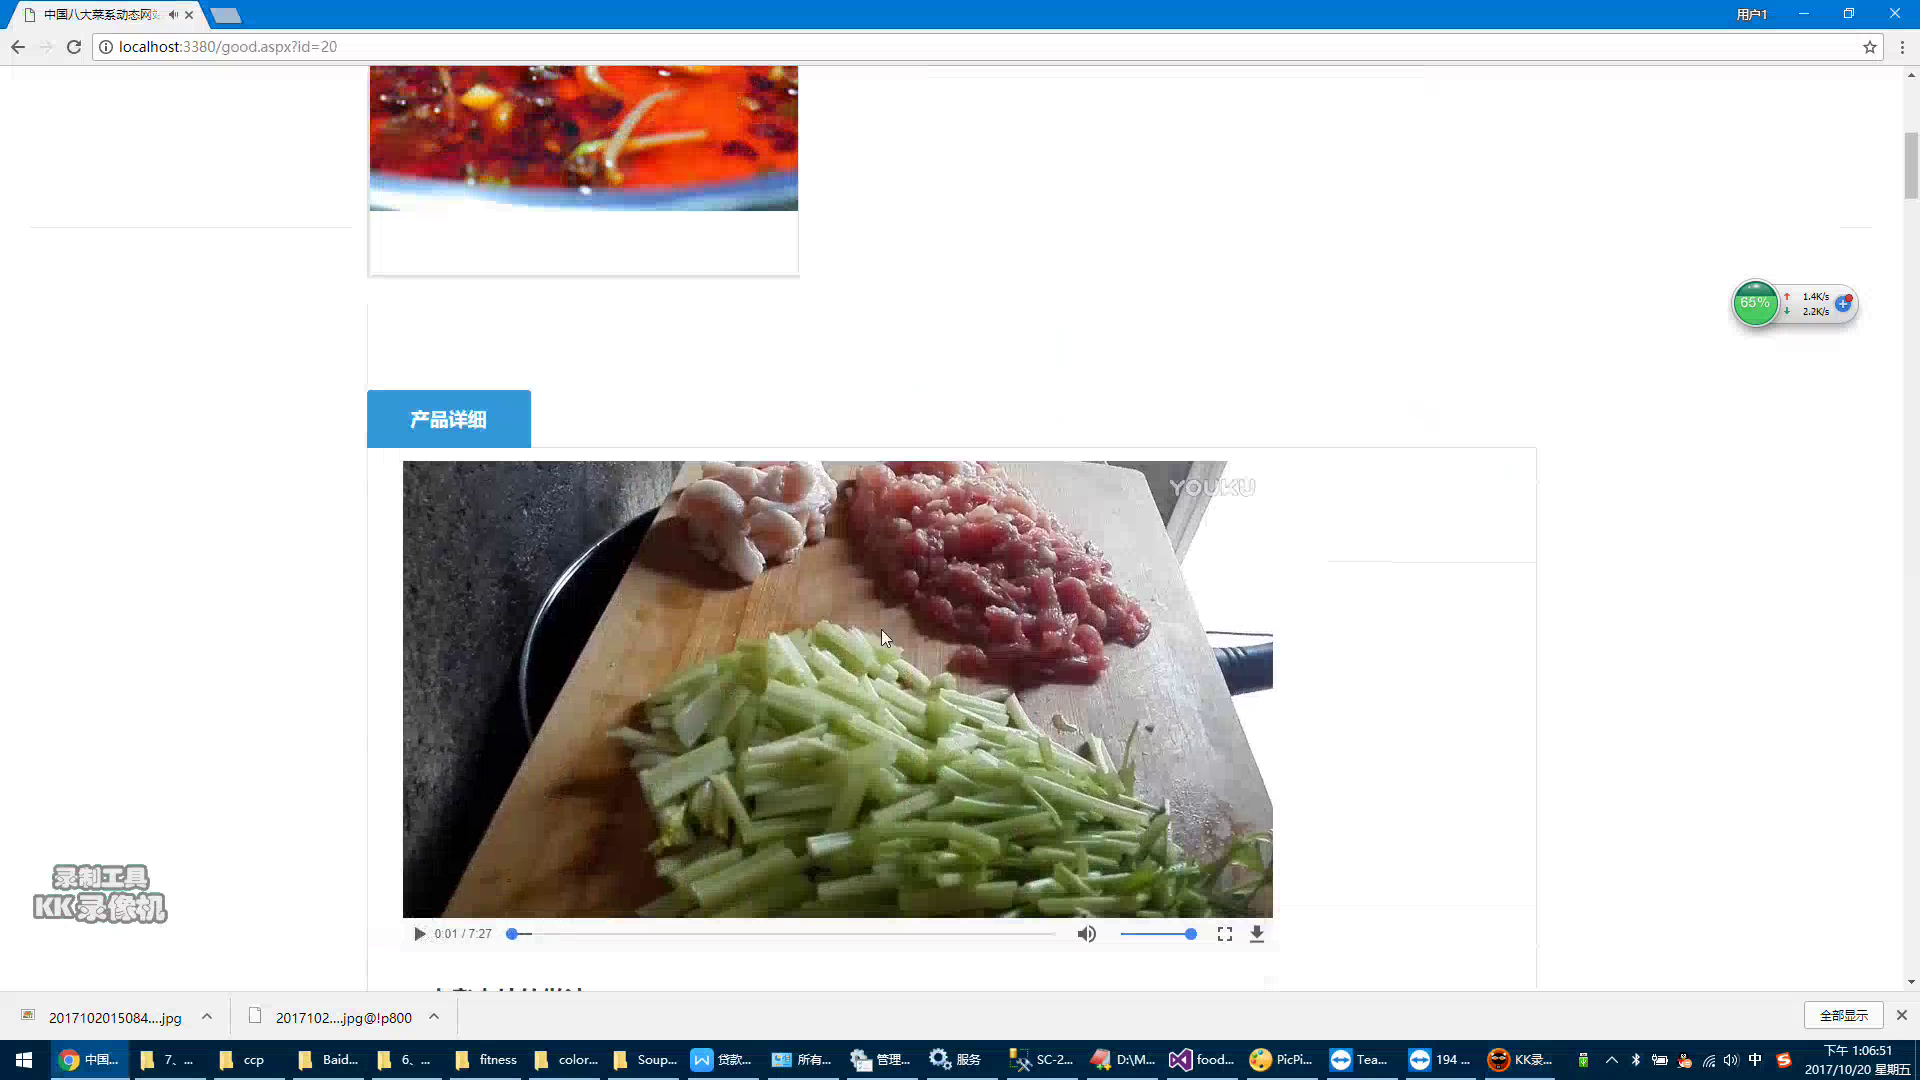 中国八大菜系动态网站
用户1
localhost:3380/good.aspx?id=20
65%
1.4K/s
2.2K/s
产品详细
YOUKU
录制工具
KK录像机
0:01 / 7:27
2017102015084....jpg
2017102....jpg@!p800
全部显示
中国...
7、...
ccp
Baid...
6、...
fitness
color...
Soup...
贷款...
所有...
管理...
服务
SC-2...
D:\M...
food...
PicPi...
Tea...
194 ...
KK录...
中
下午 1:06:51
2017/10/20 星期五